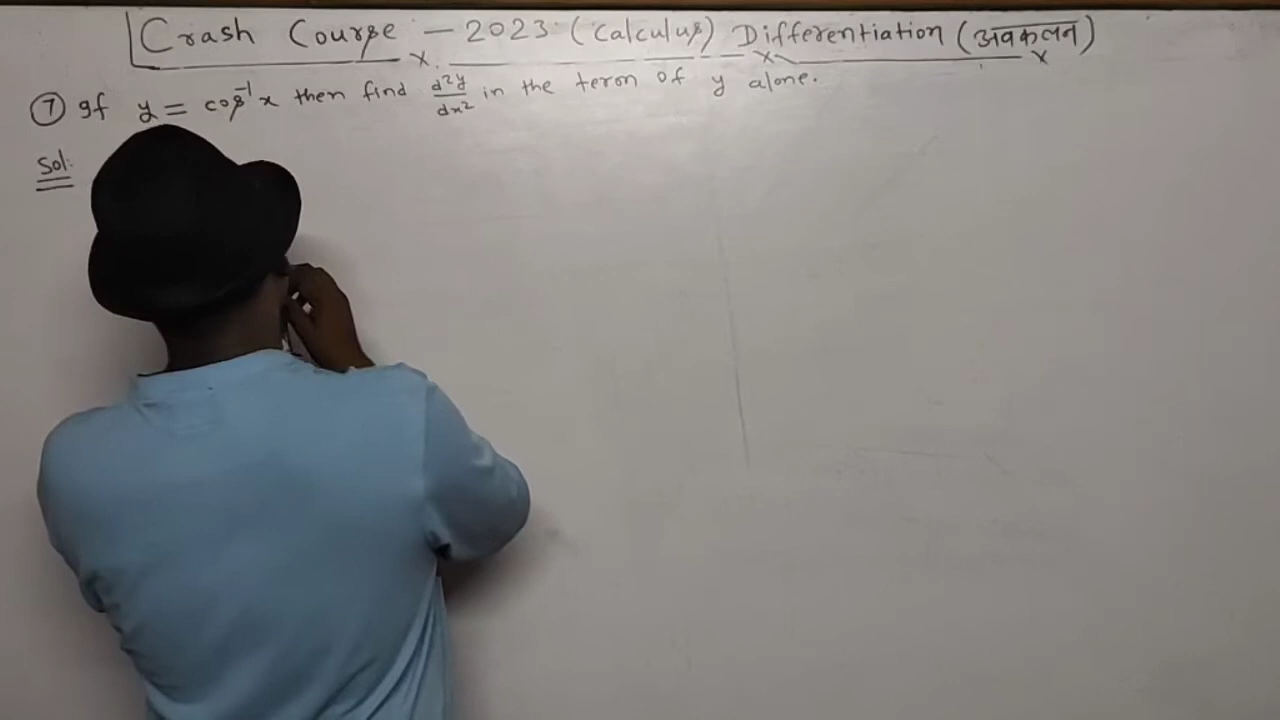 Crash Course - 2023 (Calculus) Differentiation (अवकलन)
⑦ If y = cos⁻¹x then find d²y/dx² in the term of y alone.
Sol: